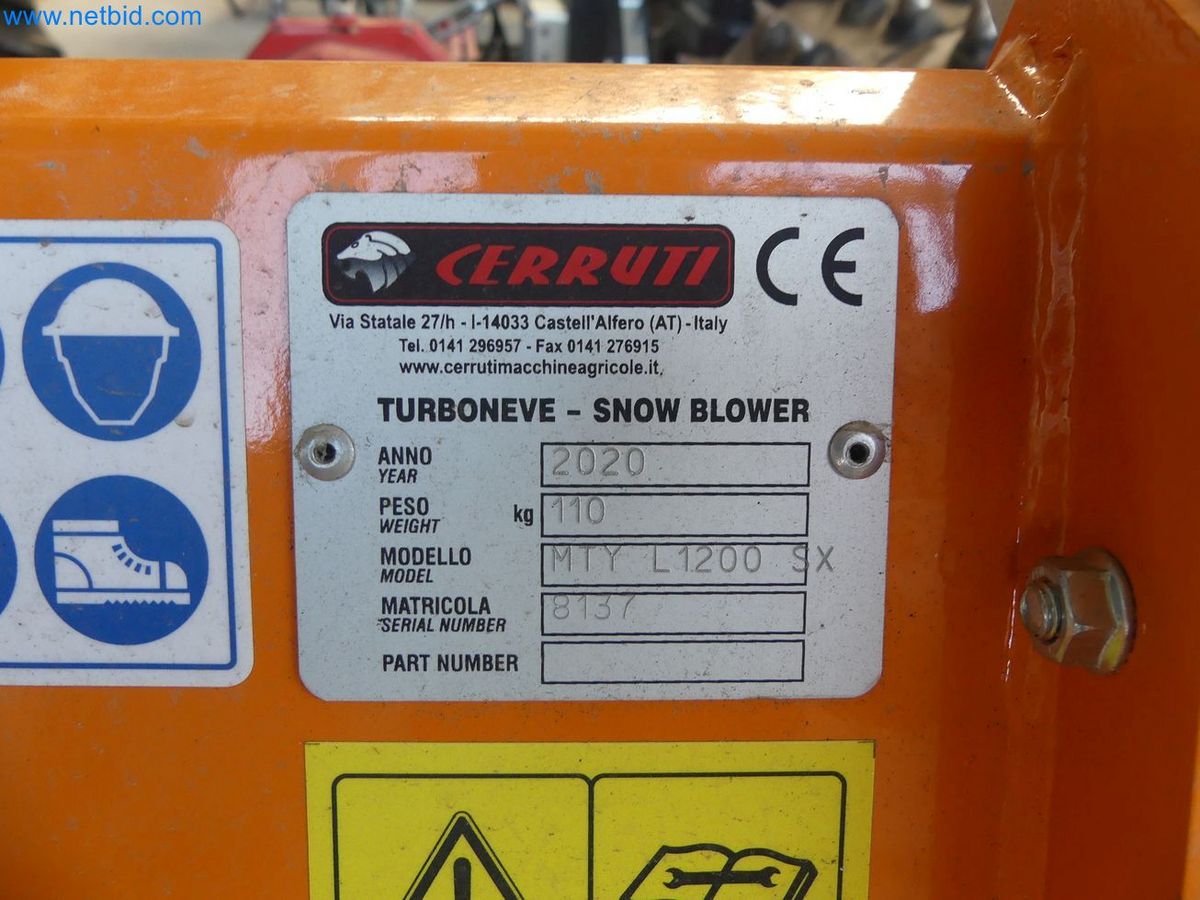 www.netbid.com
CERRUTI CE
Via Statale 27/h - I-14033 Castell'Alfero (AT) - Italy
Tel. 0141 296957 - Fax 0141 276915
www.cerrutimacchineagricole.it
TURBONEVE - SNOW BLOWER
ANNO 2020
YEAR
PESO kg 110
WEIGHT
MODELLO MTY L1200 SX
MODEL
MATRICOLA 8137
SERIAL NUMBER
PART NUMBER